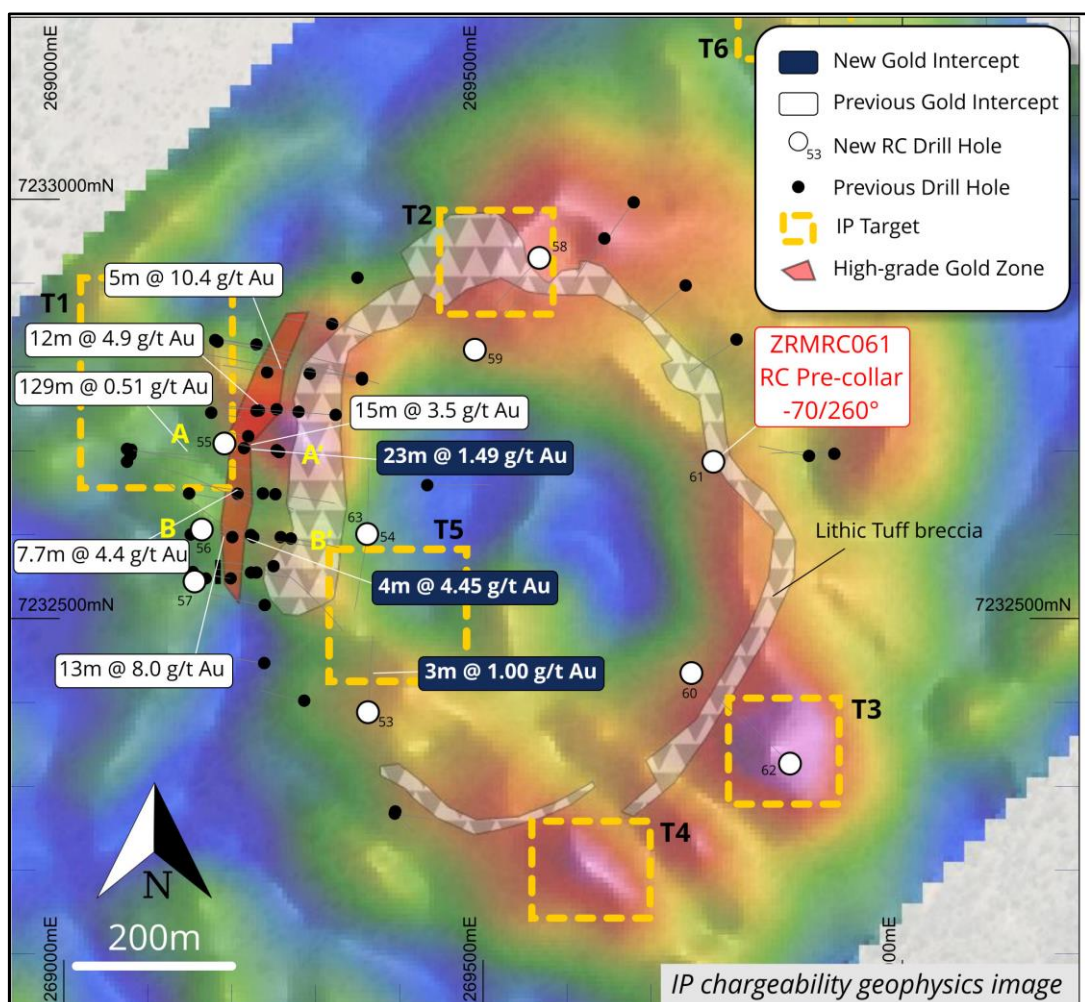 269000mE
269500mE
T6
New Gold Intercept
Previous Gold Intercept
53
New RC Drill Hole
Previous Drill Hole
IP Target
High-grade Gold Zone
7233000mN
T2
58
5m @ 10.4 g/t Au
T1
12m @ 4.9 g/t Au
59
ZRMRC061
RC Pre-collar
-70/260°
129m @ 0.51 g/t Au
15m @ 3.5 g/t Au
A
55
A'
23m @ 1.49 g/t Au
61
B
56
B'
63
54
T5
Lithic Tuff breccia
7.7m @ 4.4 g/t Au
57
4m @ 4.45 g/t Au
7232500mN
7232500mN
13m @ 8.0 g/t Au
3m @ 1.00 g/t Au
60
53
T3
62
T4
N
200m
269000mE
269500mE
mE
IP chargeability geophysics image